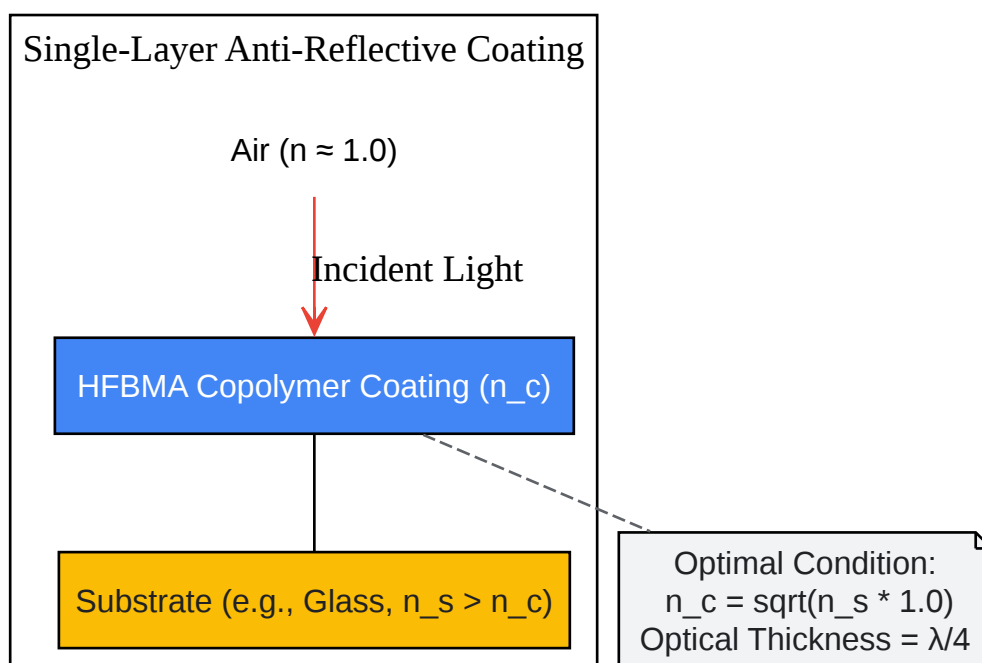 Single-Layer Anti-Reflective Coating
Air (n ≈ 1.0)
Incident Light
HFBMA Copolymer Coating (n_c)
Substrate (e.g., Glass, n_s > n_c)
Optimal Condition:
n_c = sqrt(n_s * 1.0)
Optical Thickness = λ/4